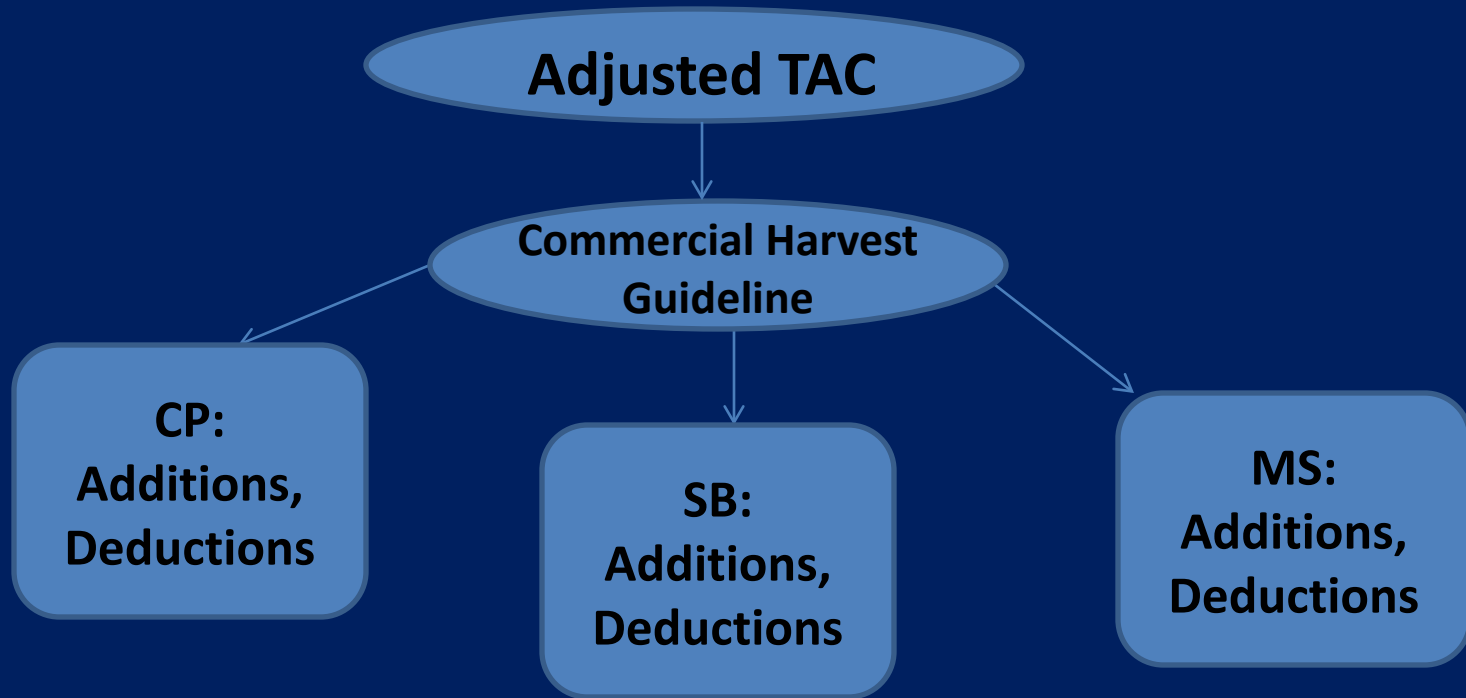 Adjusted TAC
Commercial Harvest
Guideline
CP:
Additions,
Deductions
SB:
Additions,
Deductions
MS:
Additions,
Deductions